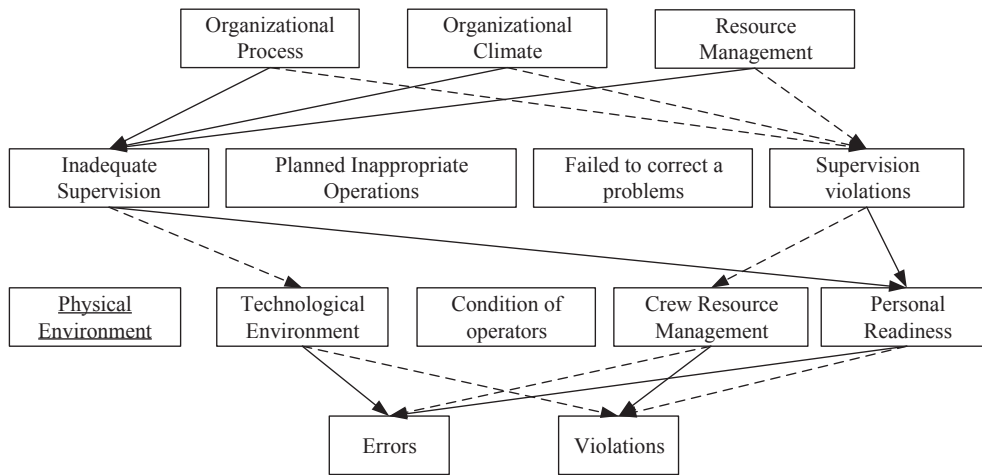 Organizational
Process
Organizational
Climate
Resource
Management
Inadequate
Supervision
Planned Inappropriate
Operations
Failed to correct a
problems
Supervision
violations
Physical
Environment
Technological
Environment
Condition of
operators
Crew Resource
Management
Personal
Readiness
Errors
Violations